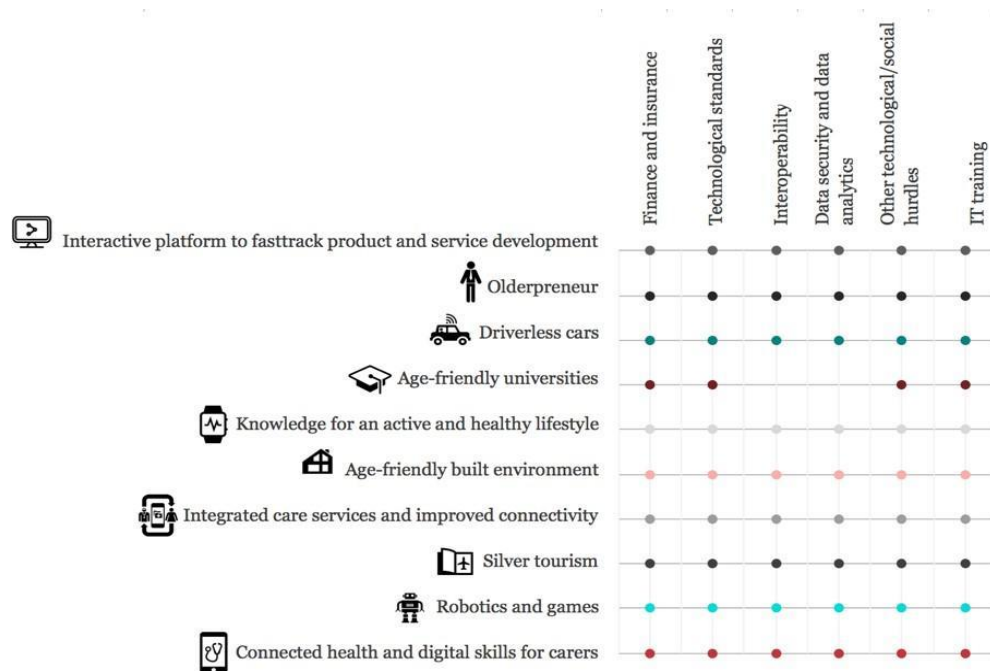 Finance and insurance
Technological standards
Interoperability
Data security and data
analytics
Other technological/social
hurdles
IT training
Interactive platform to fasttrack product and service development
Olderpreneur
Driverless cars
Age-friendly universities
Knowledge for an active and healthy lifestyle
Age-friendly built environment
Integrated care services and improved connectivity
Silver tourism
Robotics and games
Connected health and digital skills for carers